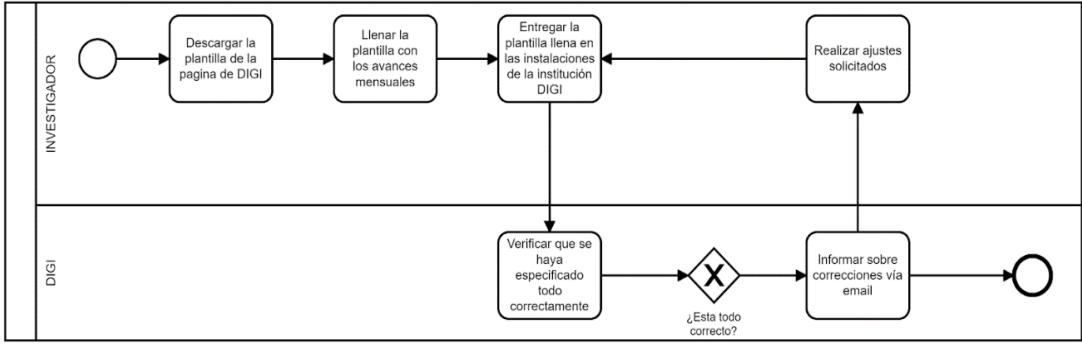 INVESTIGADOR
Descargar la
plantilla de la
pagina de DIGI
Llenar la
plantilla con
los avances
mensuales
Entregar la
plantilla llena en
las instalaciones
de la institución
DIGI
Realizar ajustes
solicitados
DIGI
Verificar que se
haya
especificado
todo
correctamente
X
¿Esta todo
correcto?
Informar sobre
correcciones vía
email